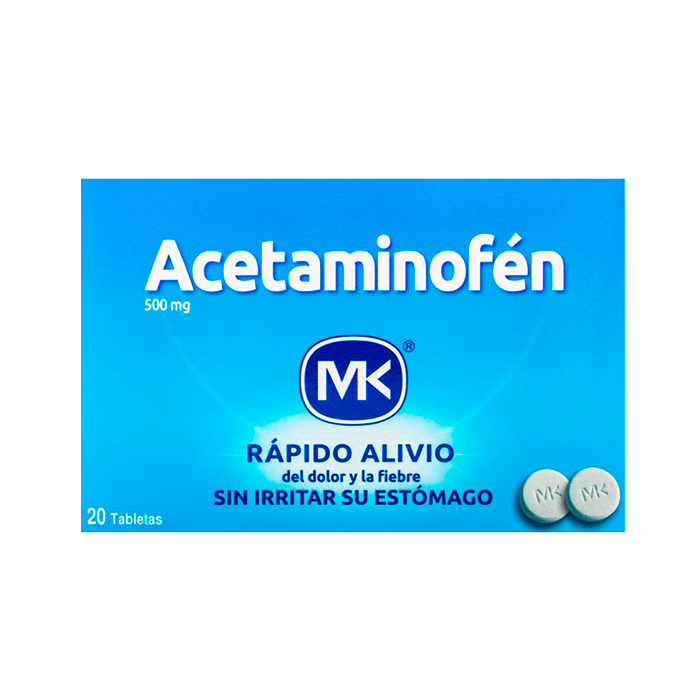 Acetaminofén
500 mg
MK®
RÁPIDO ALIVIO
del dolor y la fiebre
SIN IRRITAR SU ESTÓMAGO
MK MK
20 Tabletas